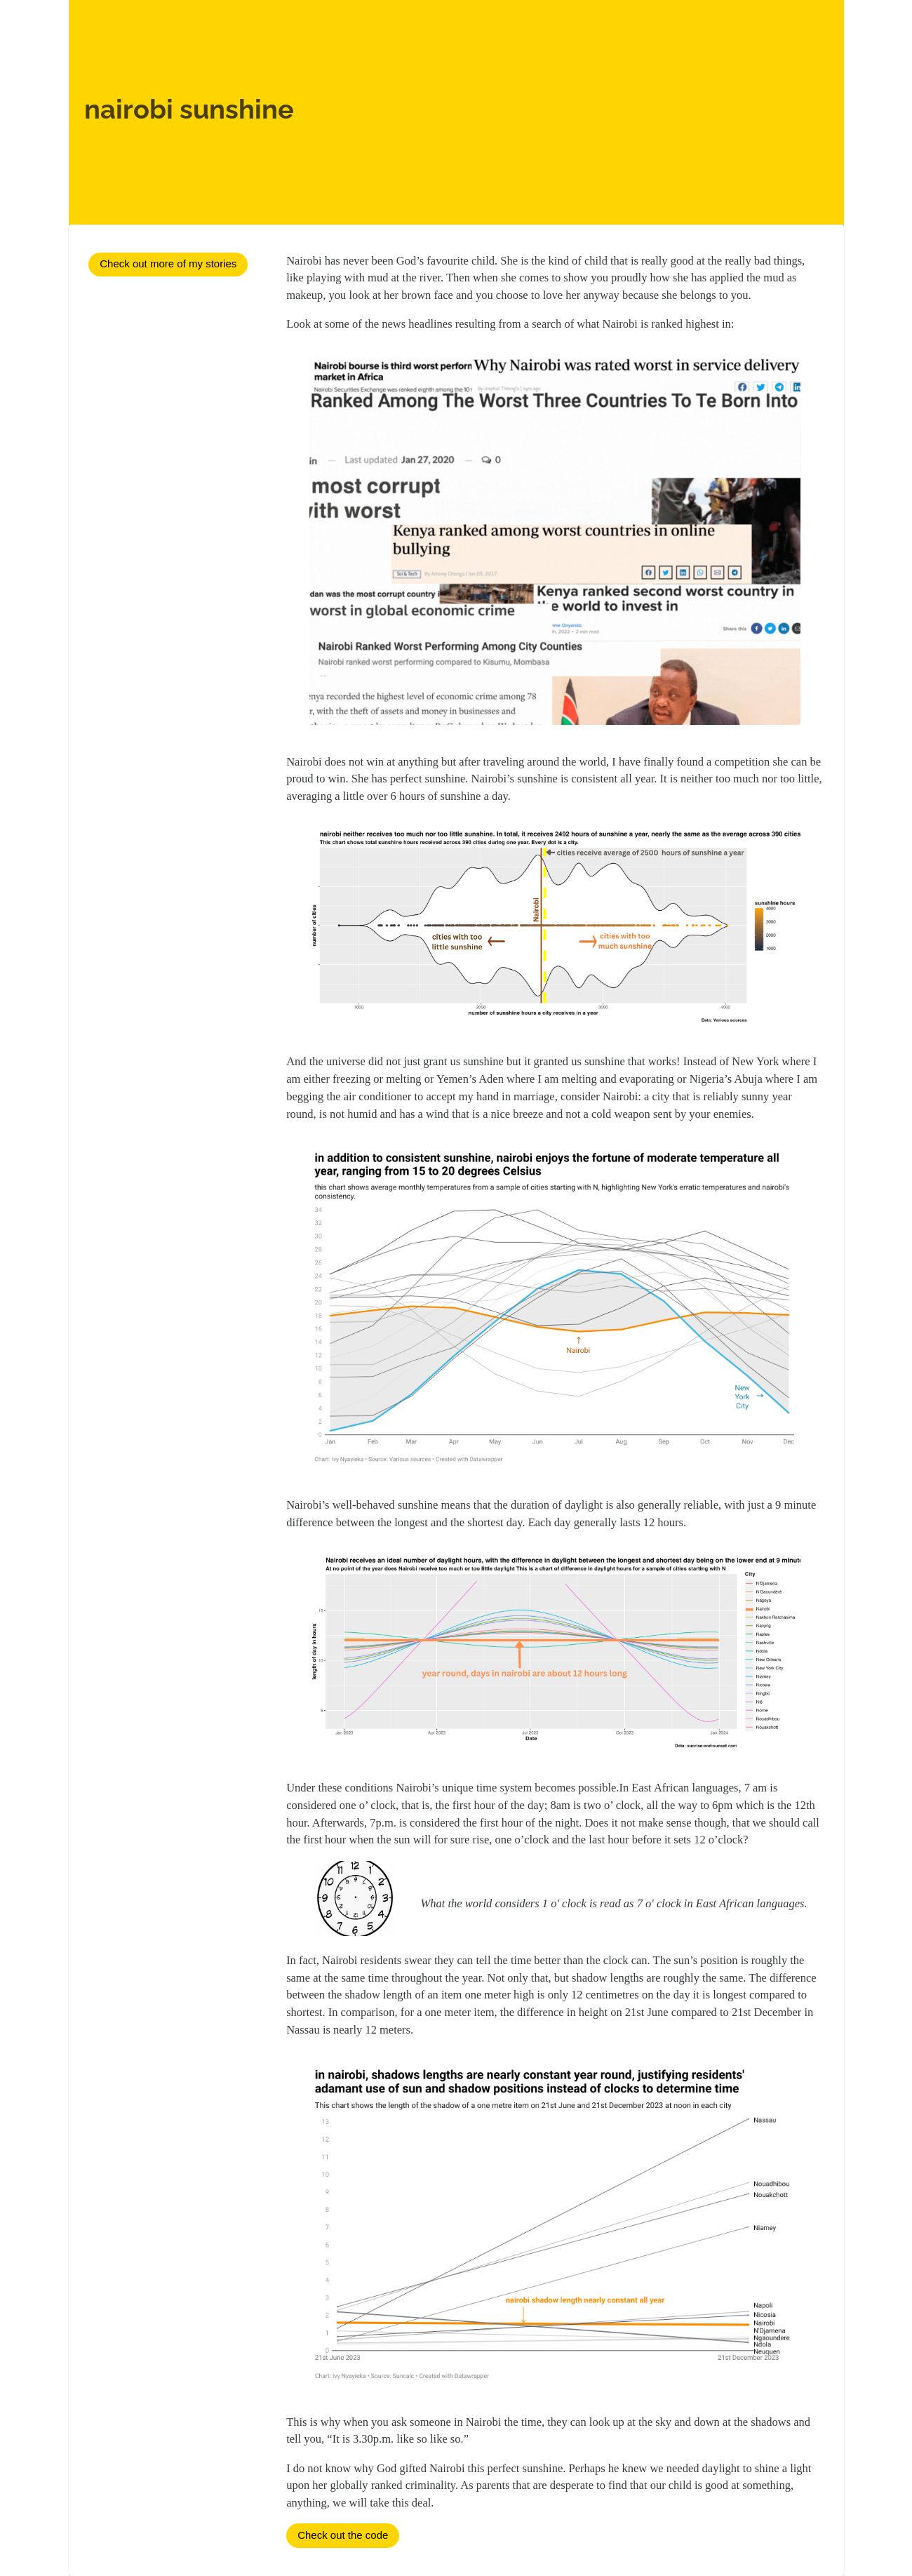 nairobi sunshine
Check out more of my stories
Nairobi has never been God’s favourite child. She is the kind of child that is really good at the really bad things,
like playing with mud at the river. Then when she comes to show you proudly how she has applied the mud as
makeup, you look at her brown face and you choose to love her anyway because she belongs to you.
Look at some of the news headlines resulting from a search of what Nairobi is ranked highest in:
Nairobi bourse is third worst perforn
market in Africa
Why Nairobi was rated worst in service delivery
Nairobi Securities Exchange was ranked eighth among the 10
Ranked Among The Worst Three Countries To Te Born Into
in — Last updated Jan 27, 2020 — 0
most corrupt
with worst
Kenya ranked among worst countries in online
bullying
Sci & Tech
dan was the most corrupt country
Kenya ranked second worst country in
the world to invest in
worst in global economic crime
2022 • 2 min read
Share this
Nairobi Ranked Worst Performing Among City Counties
Nairobi ranked worst performing compared to Kisumu, Mombasa
...
enya recorded the highest level of economic crime among 78
r, with the theft of assets and money in businesses and
Nairobi does not win at anything but after traveling around the world, I have finally found a competition she can be
proud to win. She has perfect sunshine. Nairobi’s sunshine is consistent all year. It is neither too much nor too little,
averaging a little over 6 hours of sunshine a day.
nairobi neither receives too much nor too little sunshine. In total, it receives 2492 hours of sunshine a year, nearly the same as the average across 390 cities
This chart shows total sunshine hours received across 390 cities during one year. Every dot is a city.
cities receive average of 2500 hours of sunshine a year
number of cities
Nairobi
cities with too
little sunshine
cities with too
much sunshine
sunshine hours
4000
3000
2000
1000
1000 2000 3000 4000
number of sunshine hours a city receives in a year
Data: Various sources
And the universe did not just grant us sunshine but it granted us sunshine that works! Instead of New York where I
am either freezing or melting or Yemen’s Aden where I am melting and evaporating or Nigeria’s Abuja where I am
begging the air conditioner to accept my hand in marriage, consider Nairobi: a city that is reliably sunny year
round, is not humid and has a wind that is a nice breeze and not a cold weapon sent by your enemies.
in addition to consistent sunshine, nairobi enjoys the fortune of moderate temperature all
year, ranging from 15 to 20 degrees Celsius
this chart shows average monthly temperatures from a sample of cities starting with N, highlighting New York's erratic temperatures and nairobi's
consistency.
34
32
30
28
26
24
22
20
18
16
14
12
10
8
6
4
2
0
Nairobi
New
York
City
Jan Feb Mar Apr May Jun Jul Aug Sep Oct Nov Dec
Chart: Ivy Nyayieka • Source: Various sources • Created with Datawrapper
Nairobi’s well-behaved sunshine means that the duration of daylight is also generally reliable, with just a 9 minute
difference between the longest and the shortest day. Each day generally lasts 12 hours.
Nairobi receives an ideal number of daylight hours, with the difference in daylight between the longest and shortest day being on the lower end at 9 minut
At no point of the year does Nairobi receive too much or too little daylight This is a chart of difference in daylight hours for a sample of cities starting with N
length of day in hours
15
10
5
year round, days in nairobi are about 12 hours long
Jan 2023 Apr 2023 Jul 2023 Oct 2023 Jan 2024
Date
Data: sunrise-and-sunset.com
City
N'Djamena
N'Gaoundéré
Nagoya
Nairobi
Nakhon Ratchasima
Nanjing
Naples
Nashville
Ndola
New Orleans
New York City
Niamey
Nicosia
Ningbo
Niš
Nome
Nouadhibou
Nouakchott
Under these conditions Nairobi’s unique time system becomes possible.In East African languages, 7 am is
considered one o’ clock, that is, the first hour of the day; 8am is two o’ clock, all the way to 6pm which is the 12th
hour. Afterwards, 7p.m. is considered the first hour of the night. Does it not make sense though, that we should call
the first hour when the sun will for sure rise, one o’clock and the last hour before it sets 12 o’clock?
12 1 2 3 4 5 6 7 8 9 10 11
What the world considers 1 o' clock is read as 7 o' clock in East African languages.
In fact, Nairobi residents swear they can tell the time better than the clock can. The sun’s position is roughly the
same at the same time throughout the year. Not only that, but shadow lengths are roughly the same. The difference
between the shadow length of an item one meter high is only 12 centimetres on the day it is longest compared to
shortest. In comparison, for a one meter item, the difference in height on 21st June compared to 21st December in
Nassau is nearly 12 meters.
in nairobi, shadows lengths are nearly constant year round, justifying residents'
adamant use of sun and shadow positions instead of clocks to determine time
This chart shows the length of the shadow of a one metre item on 21st June and 21st December 2023 at noon in each city
13
12
11
10
9
8
7
6
5
4
3
2
1
0
Nassau
Nouadhibou
Nouakchott
Niamey
nairobi shadow length nearly constant all year
Napoli
Nicosia
Nairobi
N'Djamena
Ngaoundere
Ndola
Neuquen
21st June 2023
21st December 2023
Chart: Ivy Nyayieka • Source: Suncalc • Created with Datawrapper
This is why when you ask someone in Nairobi the time, they can look up at the sky and down at the shadows and
tell you, “It is 3.30p.m. like so like so.”
I do not know why God gifted Nairobi this perfect sunshine. Perhaps he knew we needed daylight to shine a light
upon her globally ranked criminality. As parents that are desperate to find that our child is good at something,
anything, we will take this deal.
Check out the code